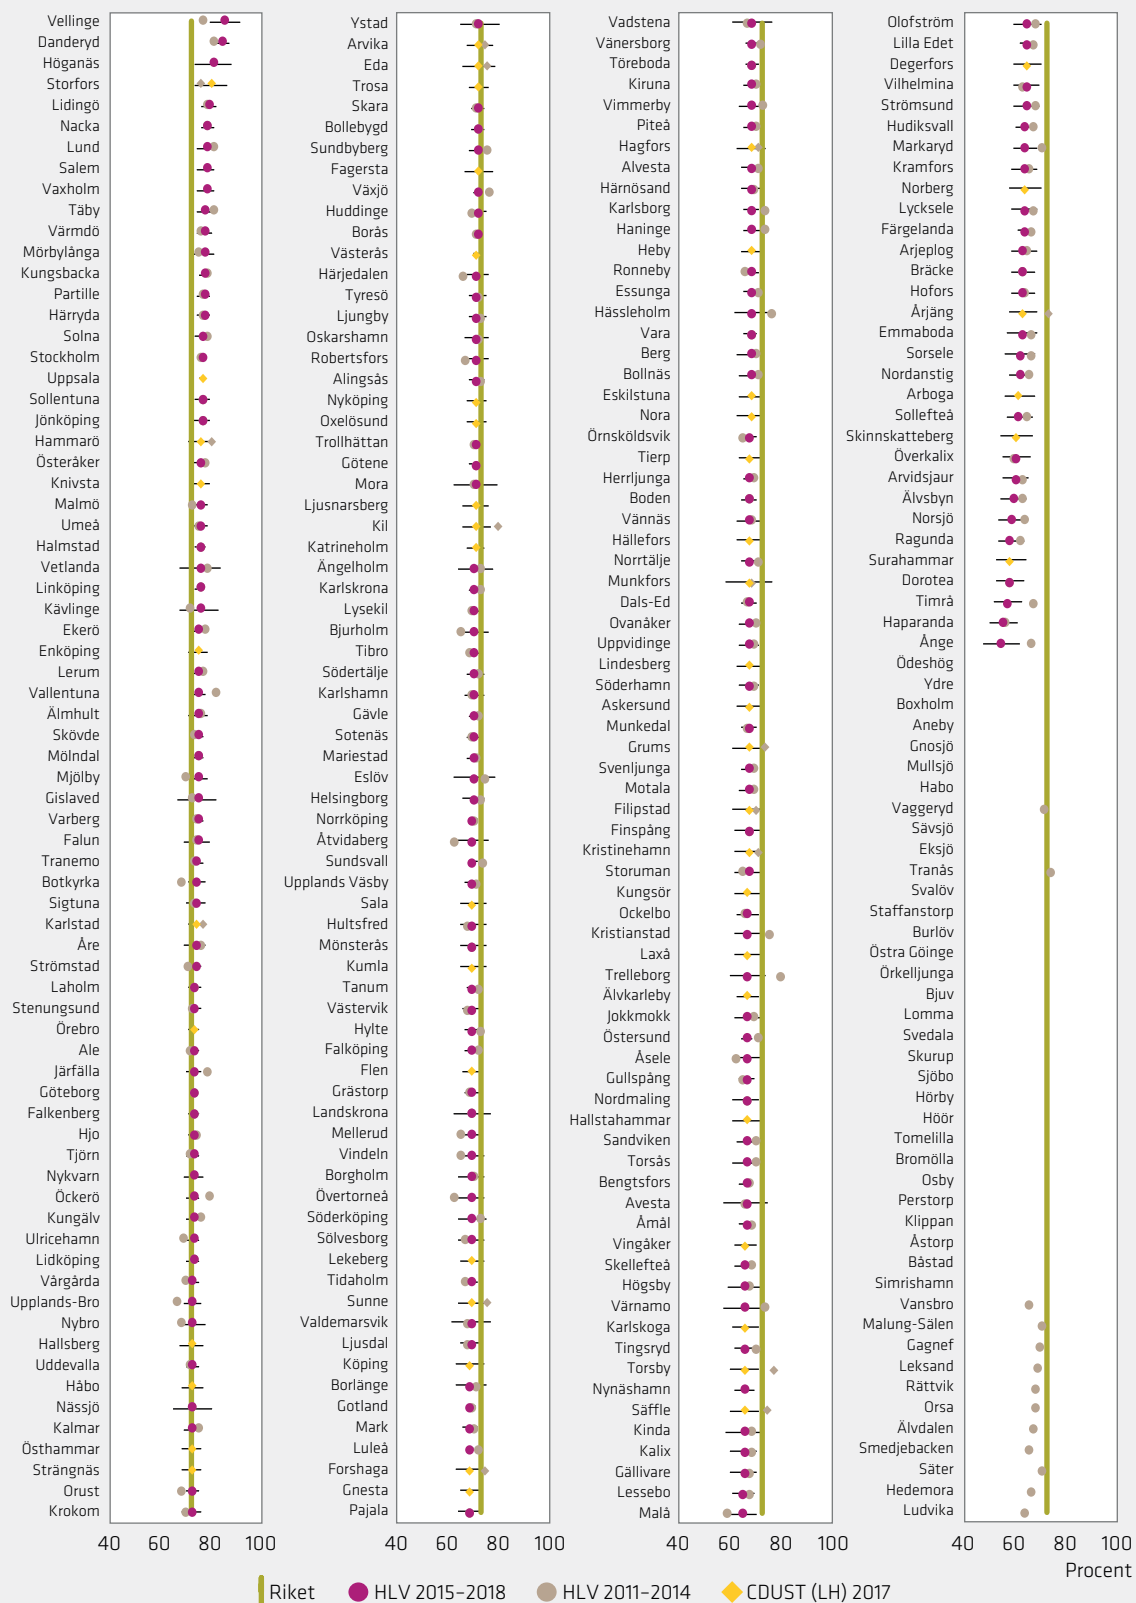 Vellinge
Danderyd
Höganäs
Storfors
Lidingö
Nacka
Lund
Salem
Vaxholm
Täby
Värmdö
Mörbylånga
Kungsbacka
Partille
Härryda
Solna
Stockholm
Uppsala
Sollentuna
Jönköping
Hammarö
Österåker
Knivsta
Malmö
Umeå
Halmstad
Vetlanda
Linköping
Kävlinge
Ekerö
Enköping
Lerum
Vallentuna
Älmhult
Skövde
Mölndal
Mjölby
Gislaved
Varberg
Falun
Tranemo
Botkyrka
Sigtuna
Karlstad
Åre
Strömstad
Laholm
Stenungsund
Örebro
Ale
Järfälla
Göteborg
Falkenberg
Hjo
Tjörn
Nykvarn
Öckerö
Kungälv
Ulricehamn
Lidköping
Vårgårda
Upplands-Bro
Nybro
Hallsberg
Uddevalla
Håbo
Nässjö
Kalmar
Östhammar
Strängnäs
Orust
Krokom
40 60 80 100
Ystad
Arvika
Eda
Trosa
Skara
Bollebygd
Sundbyberg
Fagersta
Växjö
Huddinge
Borås
Västerås
Härjedalen
Tyresö
Ljungby
Oskarshamn
Robertsfors
Alingsås
Nyköping
Oxelösund
Trollhättan
Götene
Mora
Ljusnarsberg
Kil
Katrineholm
Ängelholm
Karlskrona
Lysekil
Bjurholm
Tibro
Södertälje
Karlshamn
Gävle
Sotenäs
Mariestad
Eslöv
Helsingborg
Norrköping
Åtvidaberg
Sundsvall
Upplands Väsby
Sala
Hultsfred
Mönsterås
Kumla
Tanum
Västervik
Hylte
Falköping
Flen
Grästorp
Landskrona
Mellerud
Vindeln
Borgholm
Övertorneå
Söderköping
Sölvesborg
Lekeberg
Tidaholm
Sunne
Valdemarsvik
Ljusdal
Köping
Borlänge
Gotland
Mark
Luleå
Forshaga
Gnesta
Pajala
40 60 80 100
Vadstena
Vänersborg
Töreboda
Kiruna
Vimmerby
Piteå
Hagfors
Alvesta
Härnösand
Karlsborg
Haninge
Heby
Ronneby
Essunga
Hässleholm
Vara
Berg
Bollnäs
Eskilstuna
Nora
Örnsköldsvik
Tierp
Herrljunga
Boden
Vännäs
Hällefors
Norrtälje
Munkfors
Dals-Ed
Ovanåker
Uppvidinge
Lindesberg
Söderhamn
Askersund
Munkedal
Grums
Svenljunga
Motala
Filipstad
Finspång
Kristinehamn
Storuman
Kungsör
Ockelbo
Kristianstad
Laxå
Trelleborg
Älvkarleby
Jokkmokk
Östersund
Åsele
Gullspång
Nordmaling
Hallstahammar
Sandviken
Torsås
Bengtsfors
Avesta
Åmål
Vingåker
Skellefteå
Högsby
Värnamo
Karlskoga
Tingsryd
Torsby
Nynäshamn
Säffle
Kinda
Kalix
Gällivare
Lessebo
Malå
40 60 80 100
Olofström
Lilla Edet
Degerfors
Vilhelmina
Strömsund
Hudiksvall
Markaryd
Kramfors
Norberg
Lycksele
Färgelanda
Arjeplog
Bräcke
Hofors
Årjäng
Emmaboda
Sorsele
Nordanstig
Arboga
Sollefteå
Skinnskatteberg
Överkalix
Arvidsjaur
Älvsbyn
Norsjö
Ragunda
Surahammar
Dorotea
Timrå
Haparanda
Ånge
Ödeshög
Ydre
Boxholm
Aneby
Gnosjö
Mullsjö
Habo
Vaggeryd
Sävsjö
Eksjö
Tranås
Svalöv
Staffanstorp
Burlöv
Östra Göinge
Örkelljunga
Bjuv
Lomma
Svedala
Skurup
Sjöbo
Hörby
Höör
Tomelilla
Bromölla
Osby
Perstorp
Klippan
Åstorp
Båstad
Simrishamn
Vansbro
Malung-Sälen
Gagnef
Leksand
Rättvik
Orsa
Älvdalen
Smedjebacken
Säter
Hedemora
Ludvika
40 60 80 100
Procent
Riket HLV 2015–2018 HLV 2011–2014 CDUST (LH) 2017